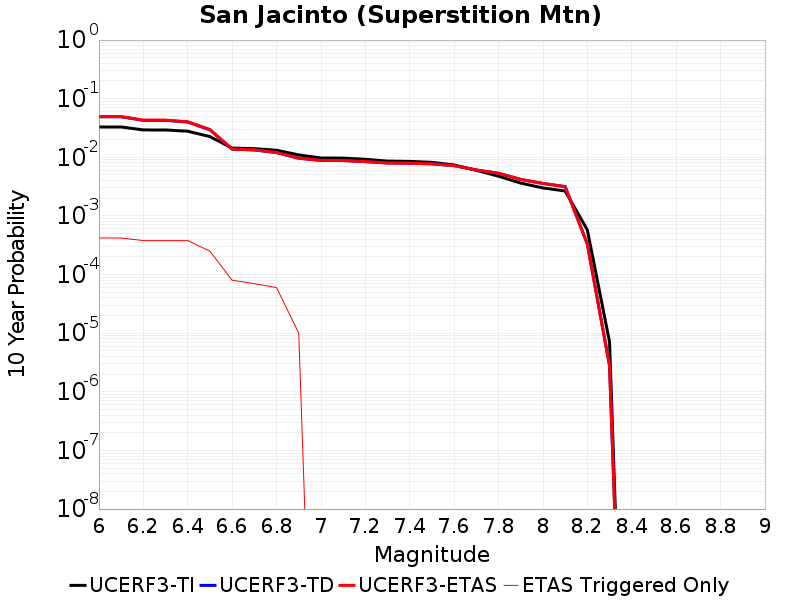 San Jacinto (Superstition Mtn)
10^0
10^-1
10^-2
10^-3
10^-4
10^-5
10^-6
10^-7
10^-8
10 Year Probability
6 6.2 6.4 6.6 6.8 7 7.2 7.4 7.6 7.8 8 8.2 8.4 8.6 8.8 9
Magnitude
UCERF3-TI UCERF3-TD UCERF3-ETAS ETAS Triggered Only